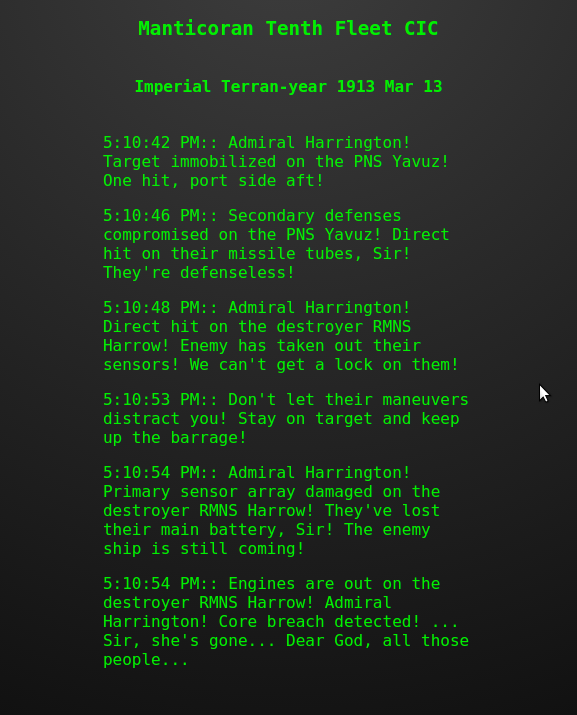 Manticoran Tenth Fleet CIC
Imperial Terran-year 1913 Mar 13
5:10:42 PM:: Admiral Harrington!
Target immobilized on the PNS Yavuz!
One hit, port side aft!
5:10:46 PM:: Secondary defenses
compromised on the PNS Yavuz! Direct
hit on their missile tubes, Sir!
They're defenseless!
5:10:48 PM:: Admiral Harrington!
Direct hit on the destroyer RMNS
Harrow! Enemy has taken out their
sensors! We can't get a lock on them!
5:10:53 PM:: Don't let their maneuvers
distract you! Stay on target and keep
up the barrage!
5:10:54 PM:: Admiral Harrington!
Primary sensor array damaged on the
destroyer RMNS Harrow! They've lost
their main battery, Sir! The enemy
ship is still coming!
5:10:54 PM:: Engines are out on the
destroyer RMNS Harrow! Admiral
Harrington! Core breach detected! ...
Sir, she's gone... Dear God, all those
people...